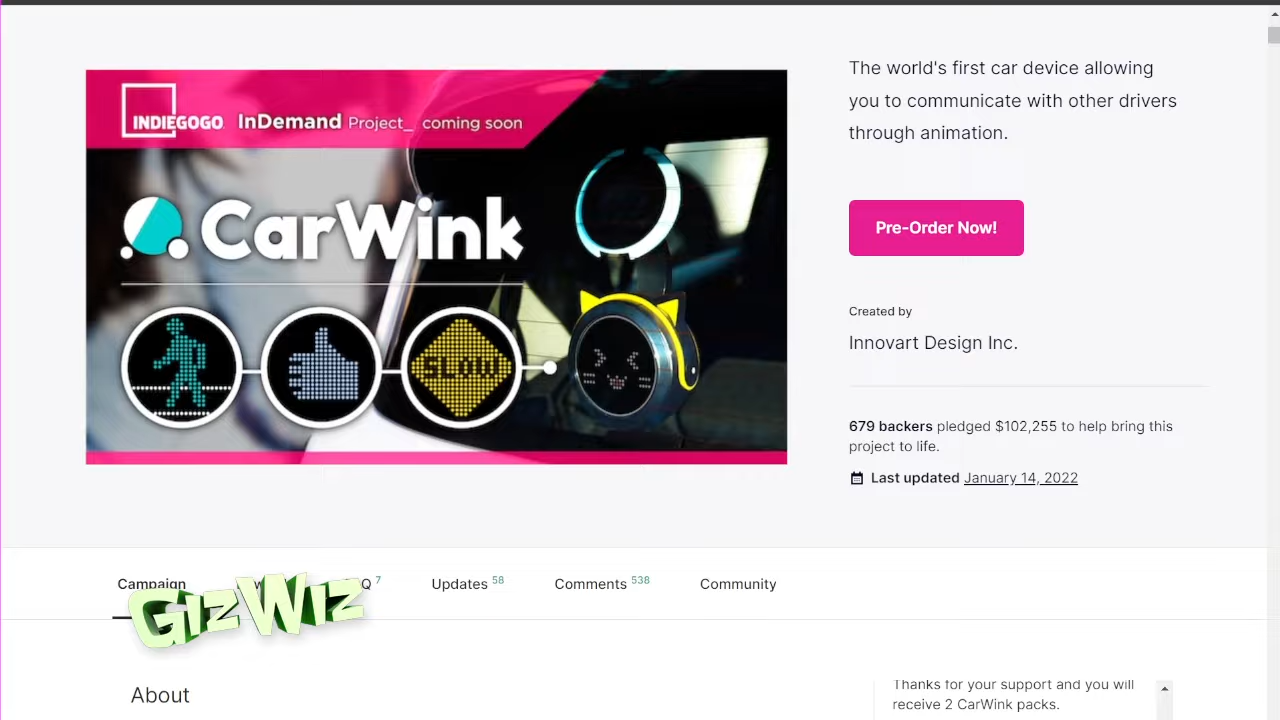 The world's first car device allowing
you to communicate with other drivers
through animation.
INDIEGOGO InDemand Project_ coming soon
CarWink
SLOW
Pre-Order Now!
Created by
Innovart Design Inc.
679 backers pledged $102,255 to help bring this
project to life.
Last updated January 14, 2022
Campaign Q 7 Updates 58 Comments 538 Community
GizWiz
About
Thanks for your support and you will
receive 2 CarWink packs.